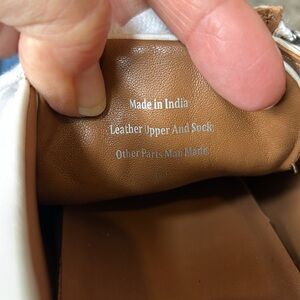 Made in India
Leather Upper And Sock
Other Parts Man Made